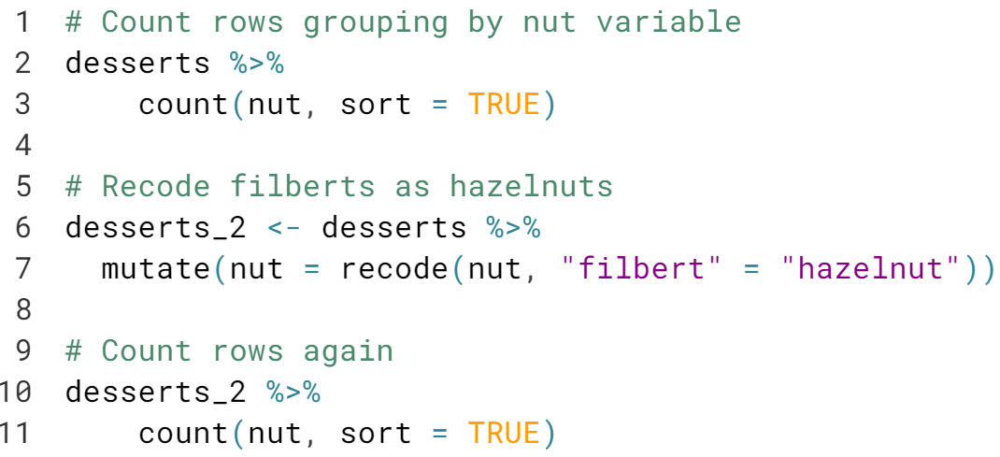 1 # Count rows grouping by nut variable
2 desserts %>%
3     count(nut, sort = TRUE)
4
5 # Recode filberts as hazelnuts
6 desserts_2 <- desserts %>%
7   mutate(nut = recode(nut, "filbert" = "hazelnut"))
8
9 # Count rows again
10 desserts_2 %>%
11     count(nut, sort = TRUE)